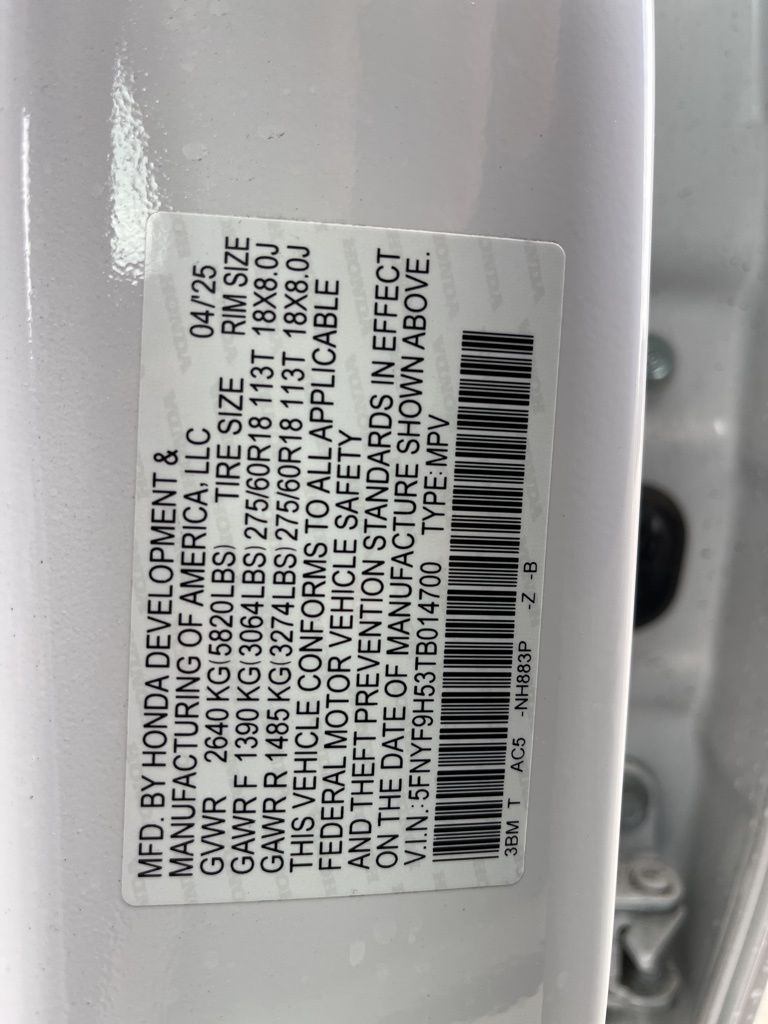 MFD. BY HONDA DEVELOPMENT &
MANUFACTURING OF AMERICA, LLC 04/'25
GVWR 2640 KG(5820LBS) TIRE SIZE RIM SIZE
GAWR F 1390 KG(3064LBS) 275/60R18 113T 18X8.0J
GAWR R 1485 KG(3274LBS) 275/60R18 113T 18X8.0J
THIS VEHICLE CONFORMS TO ALL APPLICABLE
FEDERAL MOTOR VEHICLE SAFETY
AND THEFT PREVENTION STANDARDS IN EFFECT
ON THE DATE OF MANUFACTURE SHOWN ABOVE.
V.I.N.: 5FNYF9H53TB014700 TYPE: MPV
3BM T AC5 -NH883P -Z -B